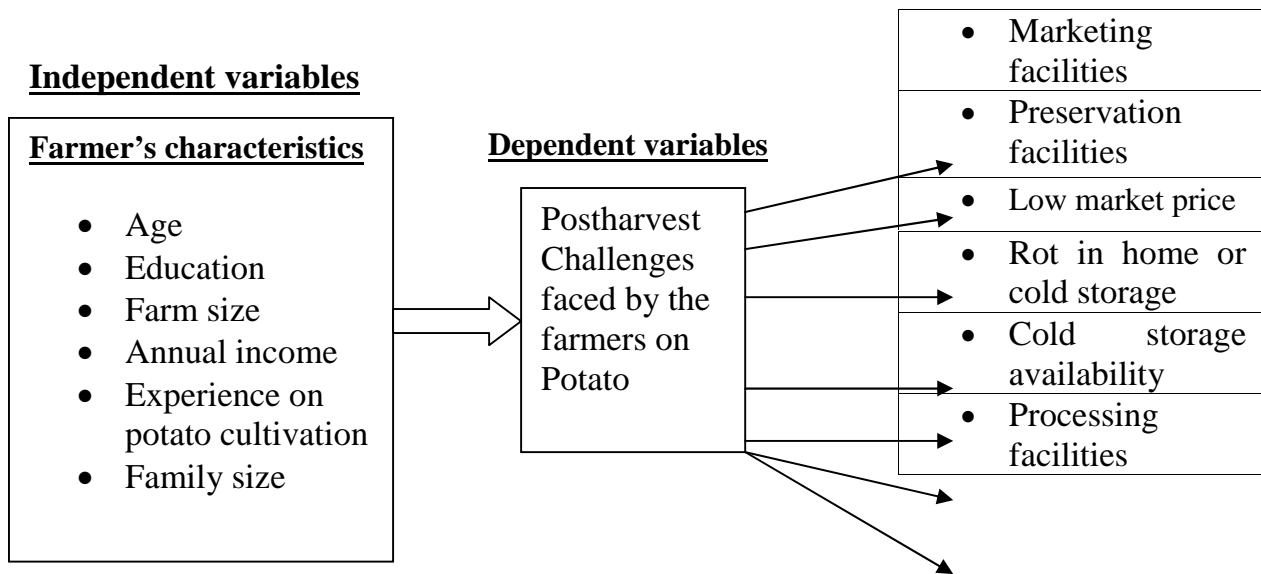 Independent variables
Farmer’s characteristics
• Age
• Education
• Farm size
• Annual income
• Experience on
potato cultivation
• Family size
Dependent variables
Postharvest
Challenges
faced by the
farmers on
Potato
• Marketing
facilities
• Preservation
facilities
• Low market price
• Rot in home or
cold storage
• Cold storage
availability
• Processing
facilities